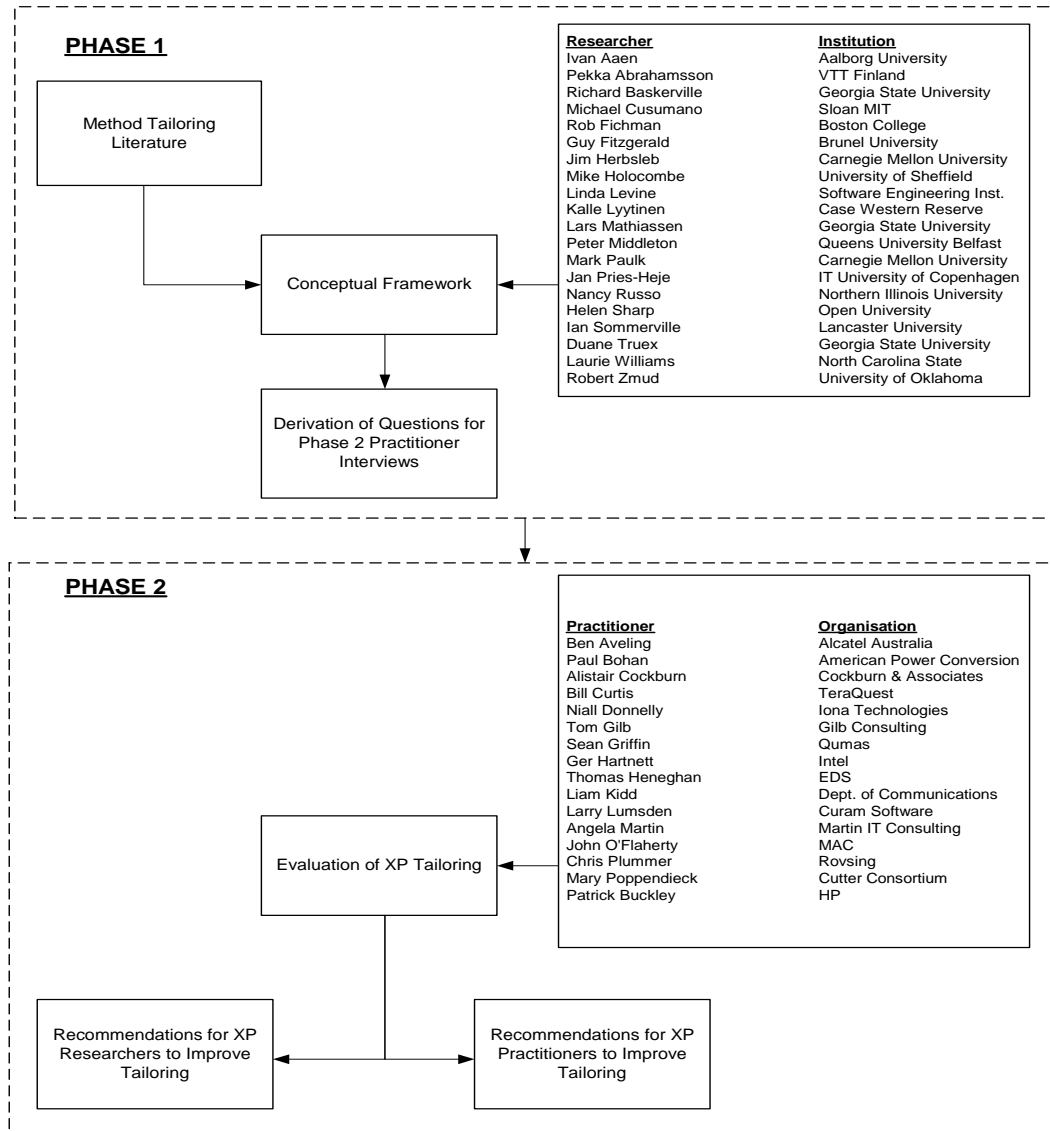 PHASE 1
Method Tailoring
Literature
Conceptual Framework
Derivation of Questions for
Phase 2 Practitioner
Interviews
Researcher Institution
Ivan Aaen Aalborg University
Pekka Abrahamsson VTT Finland
Richard Baskerville Georgia State University
Michael Cusumano Sloan MIT
Rob Fichman Boston College
Guy Fitzgerald Brunel University
Jim Herbsleb Carnegie Mellon University
Mike Holocombe University of Sheffield
Linda Levine Software Engineering Inst.
Kalle Lyytinen Case Western Reserve
Lars Mathiassen Georgia State University
Peter Middleton Queens University Belfast
Mark Paulk Carnegie Mellon University
Jan Pries-Heje IT University of Copenhagen
Nancy Russo Northern Illinois University
Helen Sharp Open University
Ian Sommerville Lancaster University
Duane Truex Georgia State University
Laurie Williams North Carolina State
Robert Zmud University of Oklahoma
PHASE 2
Practitioner Organisation
Ben Aveling Alcatel Australia
Paul Bohan American Power Conversion
Alistair Cockburn Cockburn & Associates
Bill Curtis TeraQuest
Niall Donnelly Iona Technologies
Tom Gilb Gilb Consulting
Sean Griffin Qumas
Ger Hartnett Intel
Thomas Heneghan EDS
Liam Kidd Dept. of Communications
Larry Lumsden Curam Software
Angela Martin Martin IT Consulting
John O'Flaherty MAC
Chris Plummer Rovsing
Mary Poppendieck Cutter Consortium
Patrick Buckley HP
Evaluation of XP Tailoring
Recommendations for XP
Researchers to Improve
Tailoring
Recommendations for XP
Practitioners to Improve
Tailoring